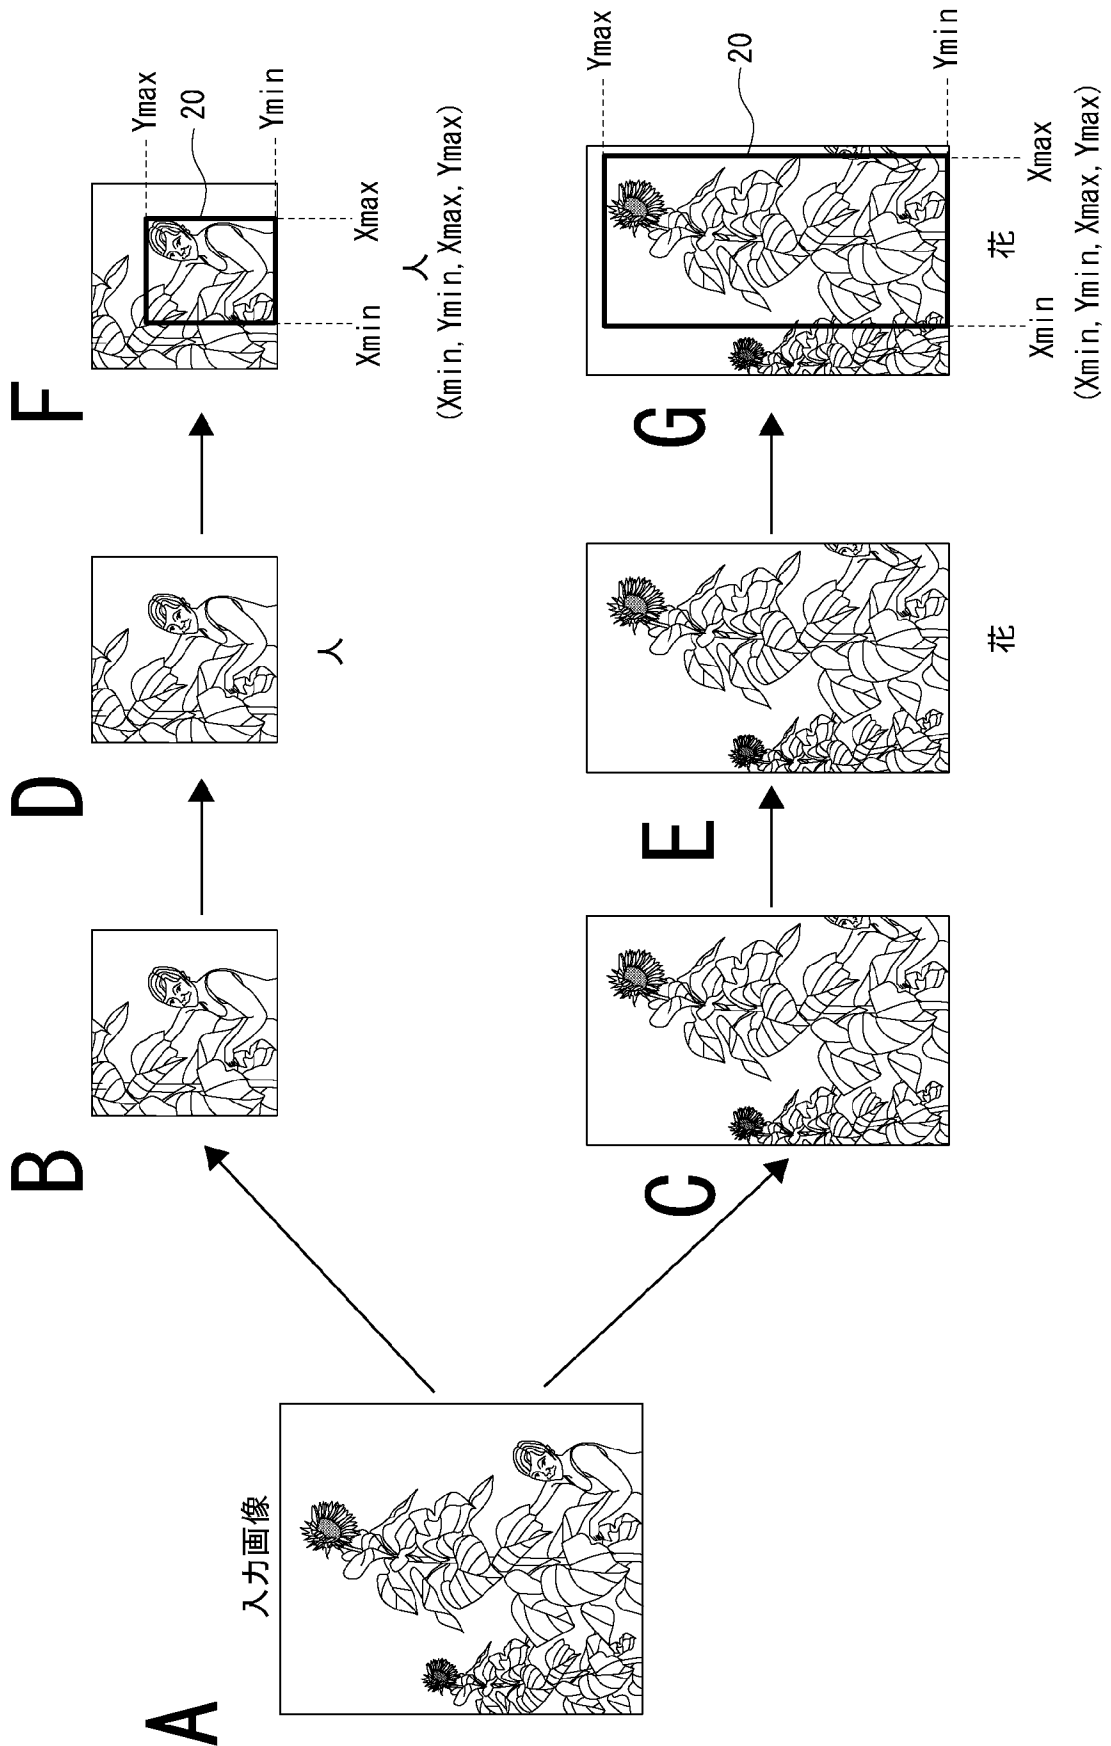 A
入力画像
B
D
人
F
Ymax
20
Ymin
Xmin
Xmax
人
(Xmin, Ymin, Xmax, Ymax)
C
E
花
G
Ymax
20
Ymin
Xmin
Xmax
花
(Xmin, Ymin, Xmax, Ymax)